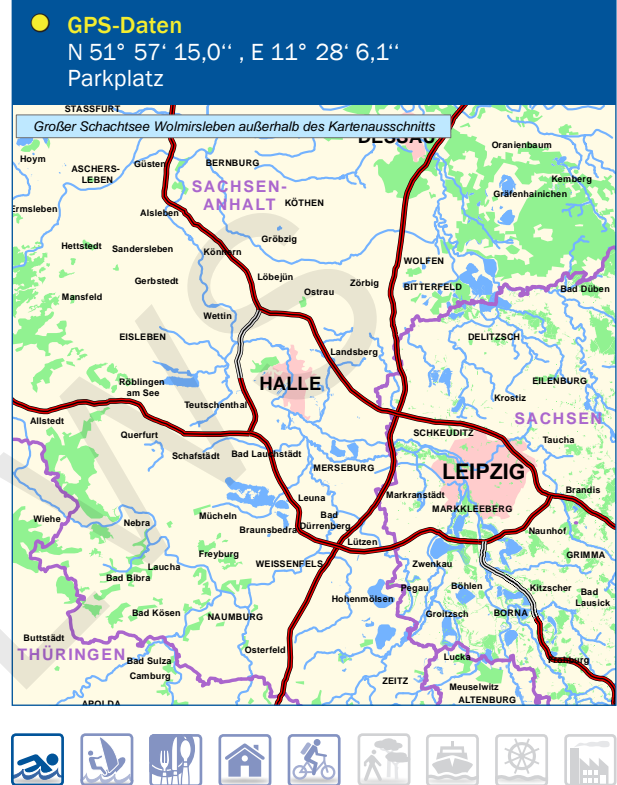 GPS-Daten
N 51° 57‘ 15,0“ , E 11° 28‘ 6,1“
Parkplatz
STASSFURT
Großer Schachtsee Wolmirsleben außerhalb des Kartenausschnitts
DESSAU
Oranienbaum
Hoym
Güsten
BERNBURG
ASCHERS-
LEBEN
Kemberg
SACHSEN-
ANHALT
Gräfenhainichen
KÖTHEN
Ermsleben
Alsleben
Gröbzig
Hettstedt
Sandersleben
Könnern
WOLFEN
Gerbstedt
Löbejün
Zörbig
BITTERFELD
Bad Düben
Ostrau
Mansfeld
Wettin
EISLEBEN
DELITZSCH
Landsberg
Röblingen
am See
HALLE
EILENBURG
Krostiz
Teutschenthal
Allstedt
SACHSEN
Querfurt
SCHKEUDITZ
Taucha
Schafstädt
Bad Lauchstädt
MERSEBURG
LEIPZIG
Leuna
Markranstädt
Brandis
MARKKLEEBERG
Wiehe
Nebra
Mücheln
Bad
Dürrenberg
Braunsbedra
Naunhof
Lützen
Freyburg
GRIMMA
Laucha
WEISSENFELS
Zwenkau
Bad Bibra
Pegau
Böhlen
Kitzscher
Bad
Lausick
Hohenmölsen
Bad Kösen
NAUMBURG
Groitzsch
BORNA
Buttstädt
Osterfeld
THÜRINGEN
Bad Sulza
Lucka
Frohburg
Camburg
ZEITZ
Meuselwitz
ALTENBURG
APOLDA